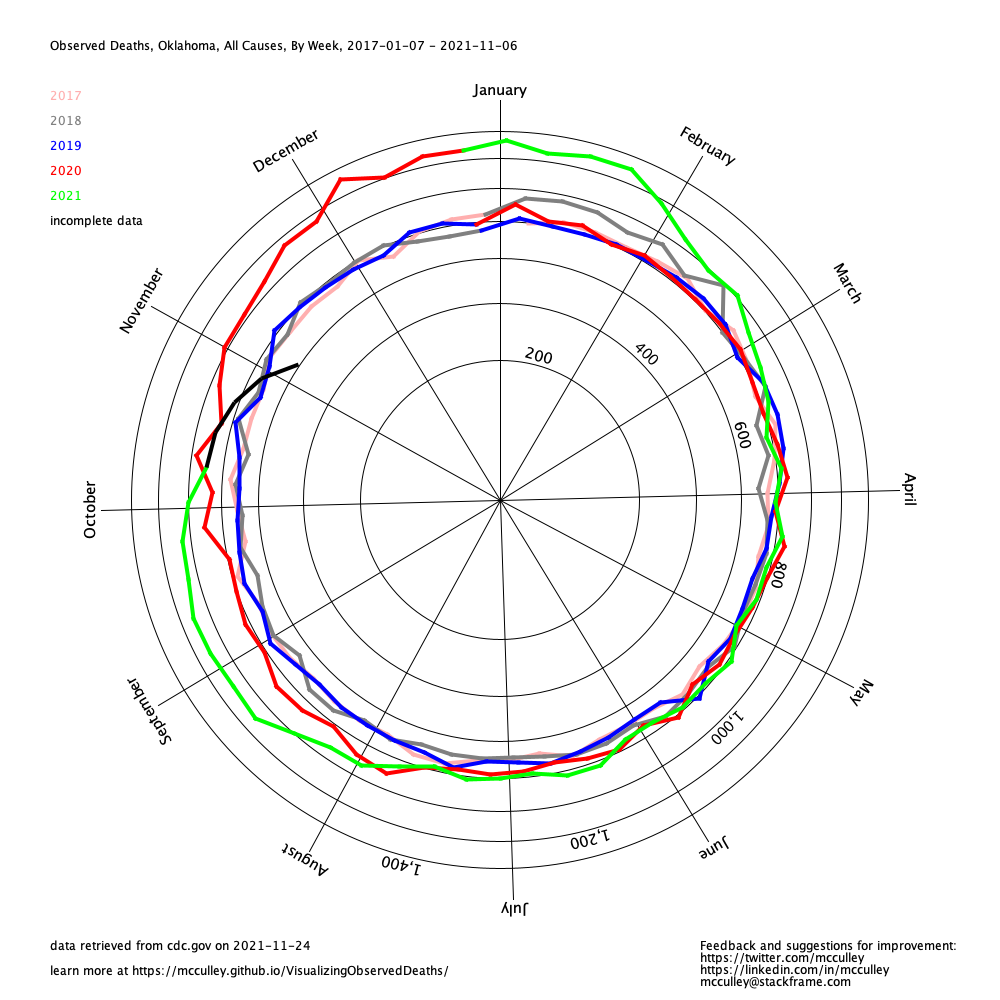 Observed Deaths, Oklahoma, All Causes, By Week, 2017-01-07 - 2021-11-06
2017
2018
2019
2020
2021
incomplete data
January
February
March
April
May
June
July
August
September
October
November
December
200
400
600
800
1,000
1,200
1,400
data retrieved from cdc.gov on 2021-11-24
learn more at https://mcculley.github.io/VisualizingObservedDeaths/
Feedback and suggestions for improvement:
https://twitter.com/mcculley
https://linkedin.com/in/mcculley
mcculley@stackframe.com